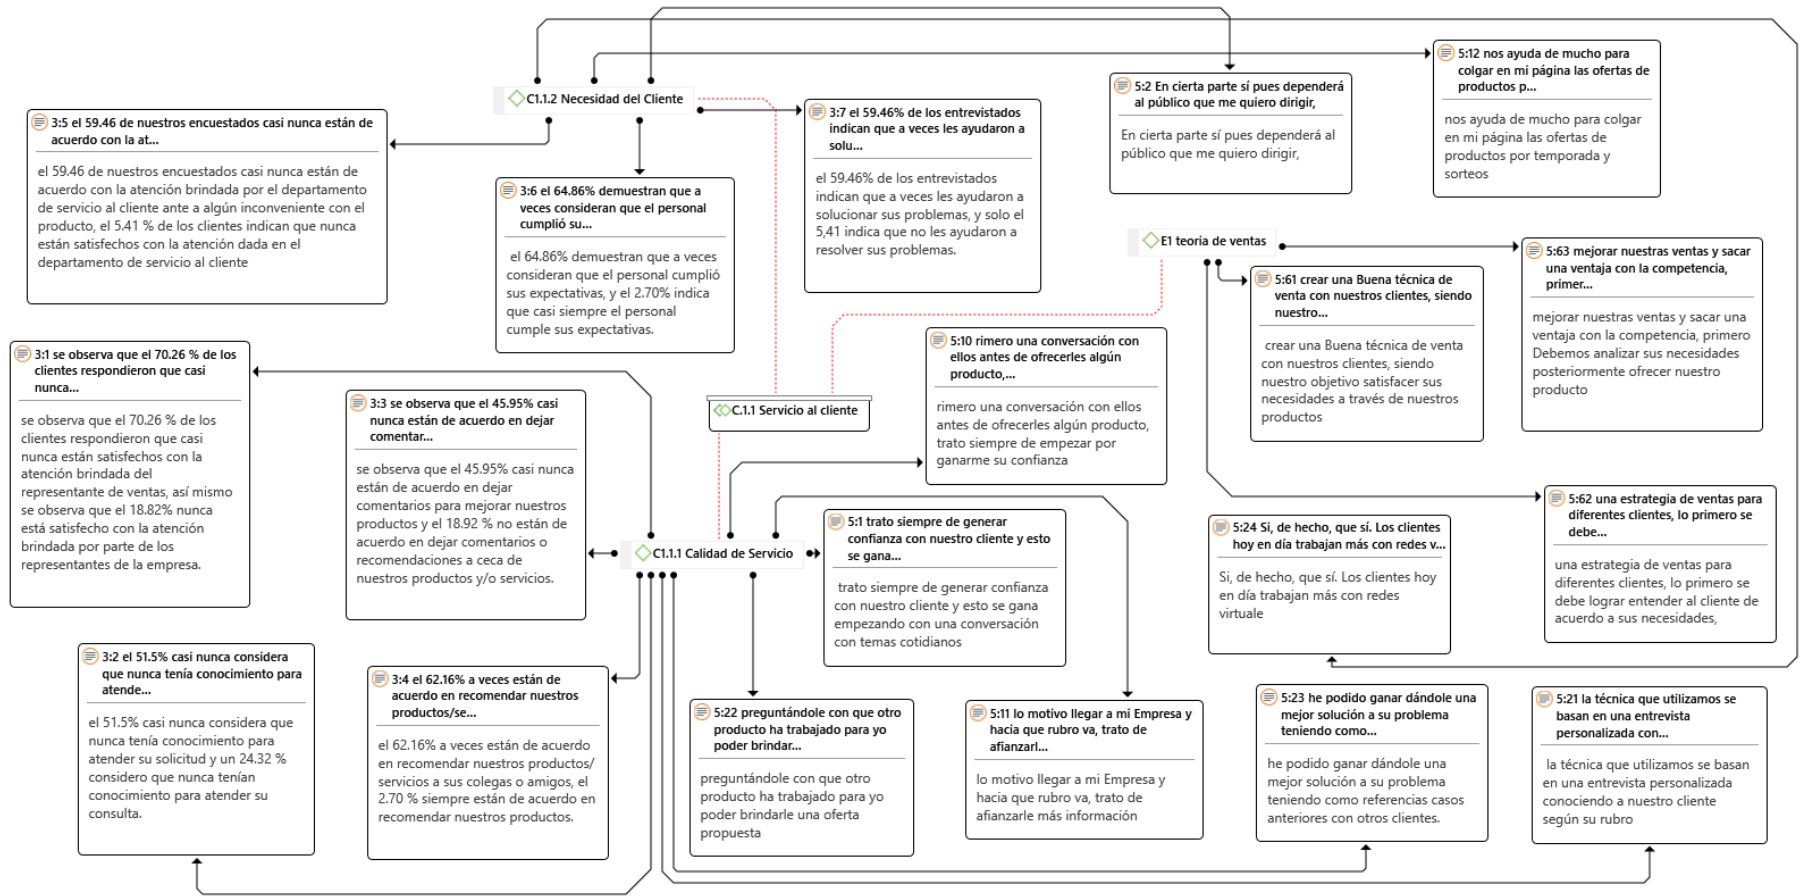 C1.1.2 Necesidad del Cliente
3:5 el 59.46 de nuestros encuestados casi nunca están de
acuerdo con la at...
el 59.46 de nuestros encuestados casi nunca están de
acuerdo con la atención brindada por el departamento
de servicio al cliente ante a algún inconveniente con el
producto, el 5.41 % de los clientes indican que nunca
están satisfechos con la atención dada en el
departamento de servicio al cliente
3:6 el 64.86% demuestran que a
veces consideran que el personal
cumplió su...
el 64.86% demuestran que a veces
consideran que el personal cumplió
sus expectativas, y el 2.70% indica
que casi siempre el personal
cumple sus expectativas.
3:7 el 59.46% de los entrevistados
indican que a veces les ayudaron a
solu...
el 59.46% de los entrevistados
indican que a veces les ayudaron a
solucionar sus problemas, y solo el
5,41 indica que no les ayudaron a
resolver sus problemas.
5:2 En cierta parte sí pues dependerá
al público que me quiero dirigir,
En cierta parte sí pues dependerá al
público que me quiero dirigir,
5:12 nos ayuda de mucho para
colgar en mi página las ofertas de
productos p...
nos ayuda de mucho para colgar
en mi página las ofertas de
productos por temporada y
sorteos
E1 teoria de ventas
5:61 crear una Buena técnica de
venta con nuestros clientes, siendo
nuestro...
crear una Buena técnica de venta
con nuestros clientes, siendo
nuestro objetivo satisfacer sus
necesidades a través de nuestros
productos
5:63 mejorar nuestras ventas y sacar
una ventaja con la competencia,
primer...
mejorar nuestras ventas y sacar una
ventaja con la competencia, primero
Debemos analizar sus necesidades
posteriormente ofrecer nuestro
producto
3:1 se observa que el 70.26 % de los
clientes respondieron que casi
nunca...
se observa que el 70.26 % de los
clientes respondieron que casi
nunca están satisfechos con la
atención brindada del
representante de ventas, así mismo
se observa que el 18.82% nunca
está satisfecho con la atención
brindada por parte de los
representantes de la empresa.
3:3 se observa que el 45.95% casi
nunca están de acuerdo en dejar
comentar...
se observa que el 45.95% casi nunca
están de acuerdo en dejar
comentarios para mejorar nuestros
productos y el 18.92 % no están de
acuerdo en dejar comentarios o
recomendaciones a ceca de
nuestros productos y/o servicios.
C.1.1 Servicio al cliente
5:10 rimero una conversación con
ellos antes de ofrecerles algún
producto,...
rimero una conversación con ellos
antes de ofrecerles algún producto,
trato siempre de empezar por
ganarme su confianza
C1.1.1 Calidad de Servicio
5:1 trato siempre de generar
confianza con nuestro cliente y esto
se gana...
trato siempre de generar confianza
con nuestro cliente y esto se gana
empezando con una conversación
con temas cotidianos
5:24 Si, de hecho, que sí. Los clientes
hoy en día trabajan más con redes v...
Si, de hecho, que sí. Los clientes hoy
en día trabajan más con redes
virtuale
5:62 una estrategia de ventas para
diferentes clientes, lo primero se
debe...
una estrategia de ventas para
diferentes clientes, lo primero se
debe lograr entender al cliente de
acuerdo a sus necesidades,
3:2 el 51.5% casi nunca considera
que nunca tenía conocimiento para
atende...
el 51.5% casi nunca considera que
nunca tenía conocimiento para
atender su solicitud y un 24.32 %
considero que nunca tenían
conocimiento para atender su
consulta.
3:4 el 62.16% a veces están de
acuerdo en recomendar nuestros
productos/se...
el 62.16% a veces están de acuerdo
en recomendar nuestros productos/
servicios a sus colegas o amigos, el
2.70 % siempre están de acuerdo en
recomendar nuestros productos.
5:22 preguntándole con que otro
producto ha trabajado para yo
poder brindar...
preguntándole con que otro
producto ha trabajado para yo
poder brindarle una oferta
propuesta
5:11 lo motivo llegar a mi Empresa y
hacia que rubro va, trato de
afianzarl...
lo motivo llegar a mi Empresa y
hacia que rubro va, trato de
afianzarle más información
5:23 he podido ganar dándole una
mejor solución a su problema
teniendo como...
he podido ganar dándole una
mejor solución a su problema
teniendo como referencias casos
anteriores con otros clientes.
5:21 la técnica que utilizamos se
basan en una entrevista
personalizada con...
la técnica que utilizamos se basan
en una entrevista personalizada
conociendo a nuestro cliente
según su rubro